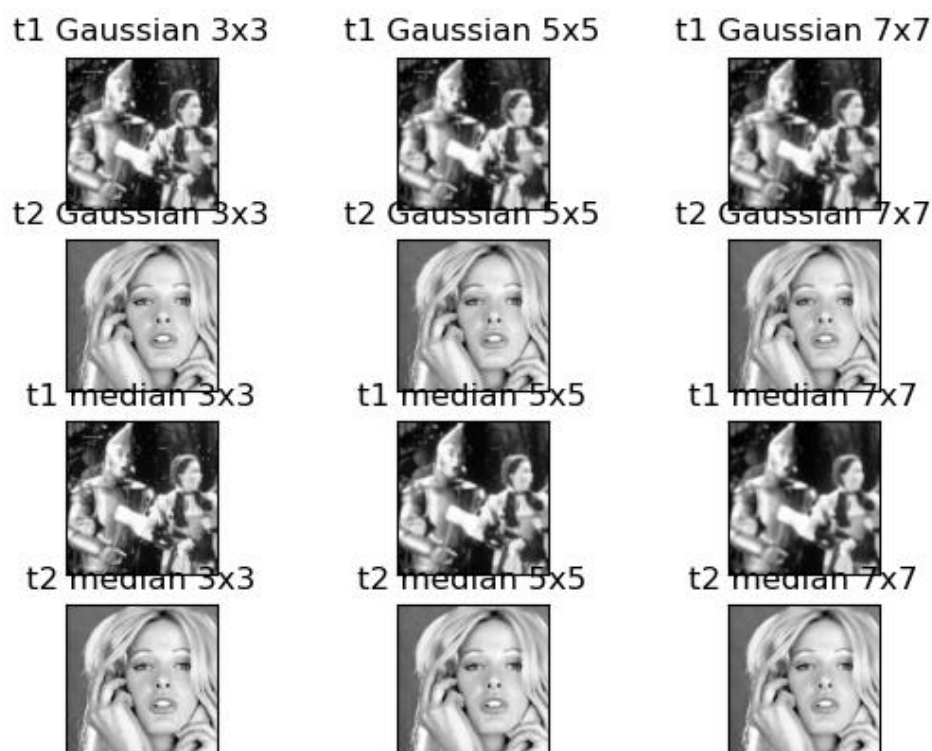 t1 Gaussian 3x3 t1 Gaussian 5x5 t1 Gaussian 7x7
t2 Gaussian 3x3 t2 Gaussian 5x5 t2 Gaussian 7x7
t1 median 3x3 t1 median 5x5 t1 median 7x7
t2 median 3x3 t2 median 5x5 t2 median 7x7